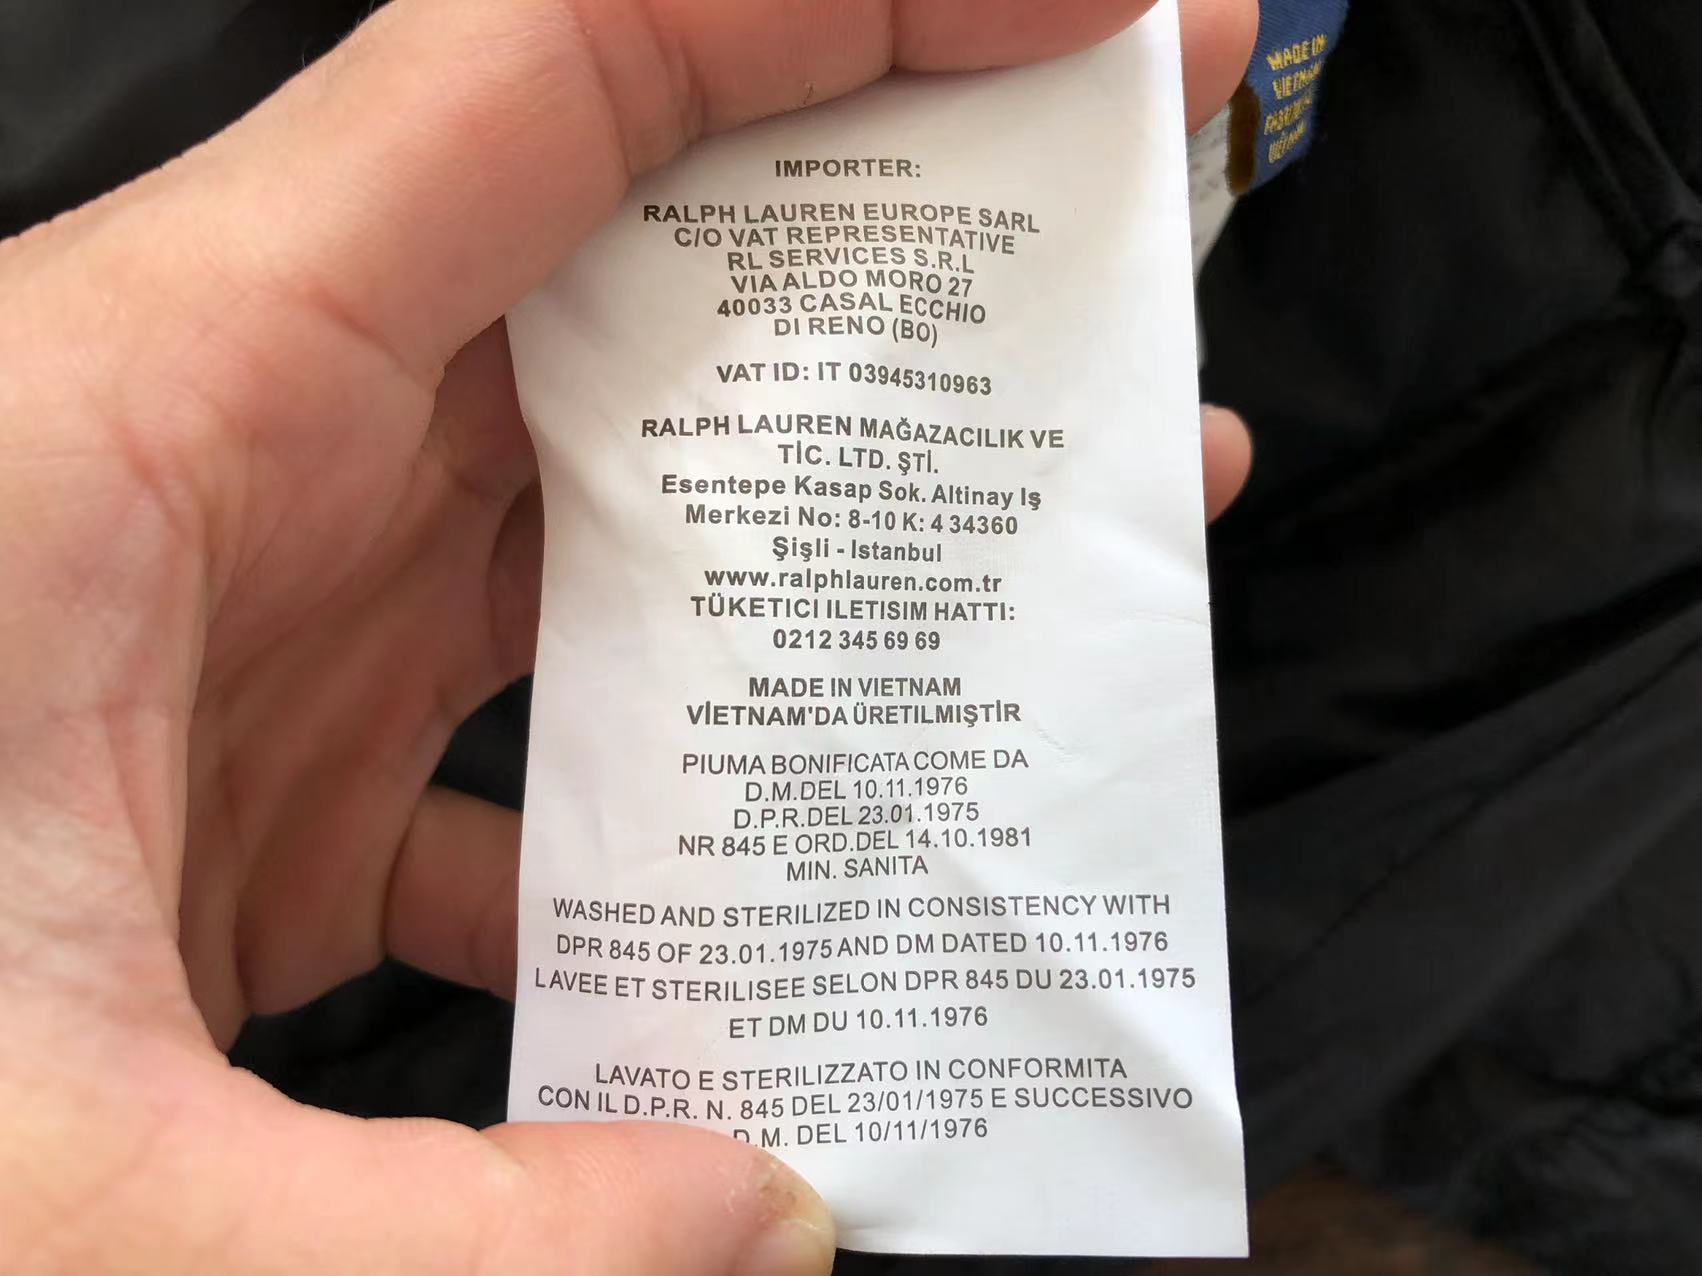 IMPORTER:
RALPH LAUREN EUROPE SARL
C/O VAT REPRESENTATIVE
RL SERVICES S.R.L
VIA ALDO MORO 27
40033 CASAL ECCHIO
DI RENO (BO)
VAT ID: IT 03945310963
RALPH LAUREN MAĞAZACILIK VE
TİC. LTD. ŞTİ.
Esentepe Kasap Sok. Altinay Iş
Merkezi No: 8-10 K: 4 34360
Şişli - Istanbul
www.ralphlauren.com.tr
TÜKETICI ILETISIM HATTI:
0212 345 69 69
MADE IN VIETNAM
VİETNAM'DA ÜRETILMIŞTİR
PIUMA BONIFICATA COME DA
D.M.DEL 10.11.1976
D.P.R.DEL 23.01.1975
NR 845 E ORD.DEL 14.10.1981
MIN. SANITA
WASHED AND STERILIZED IN CONSISTENCY WITH
DPR 845 OF 23.01.1975 AND DM DATED 10.11.1976
LAVEE ET STERILISEE SELON DPR 845 DU 23.01.1975
ET DM DU 10.11.1976
LAVATO E STERILIZZATO IN CONFORMITA
CON IL D.P.R. N. 845 DEL 23/01/1975 E SUCCESSIVO
D.M. DEL 10/11/1976
MADE IN
VIETNAM